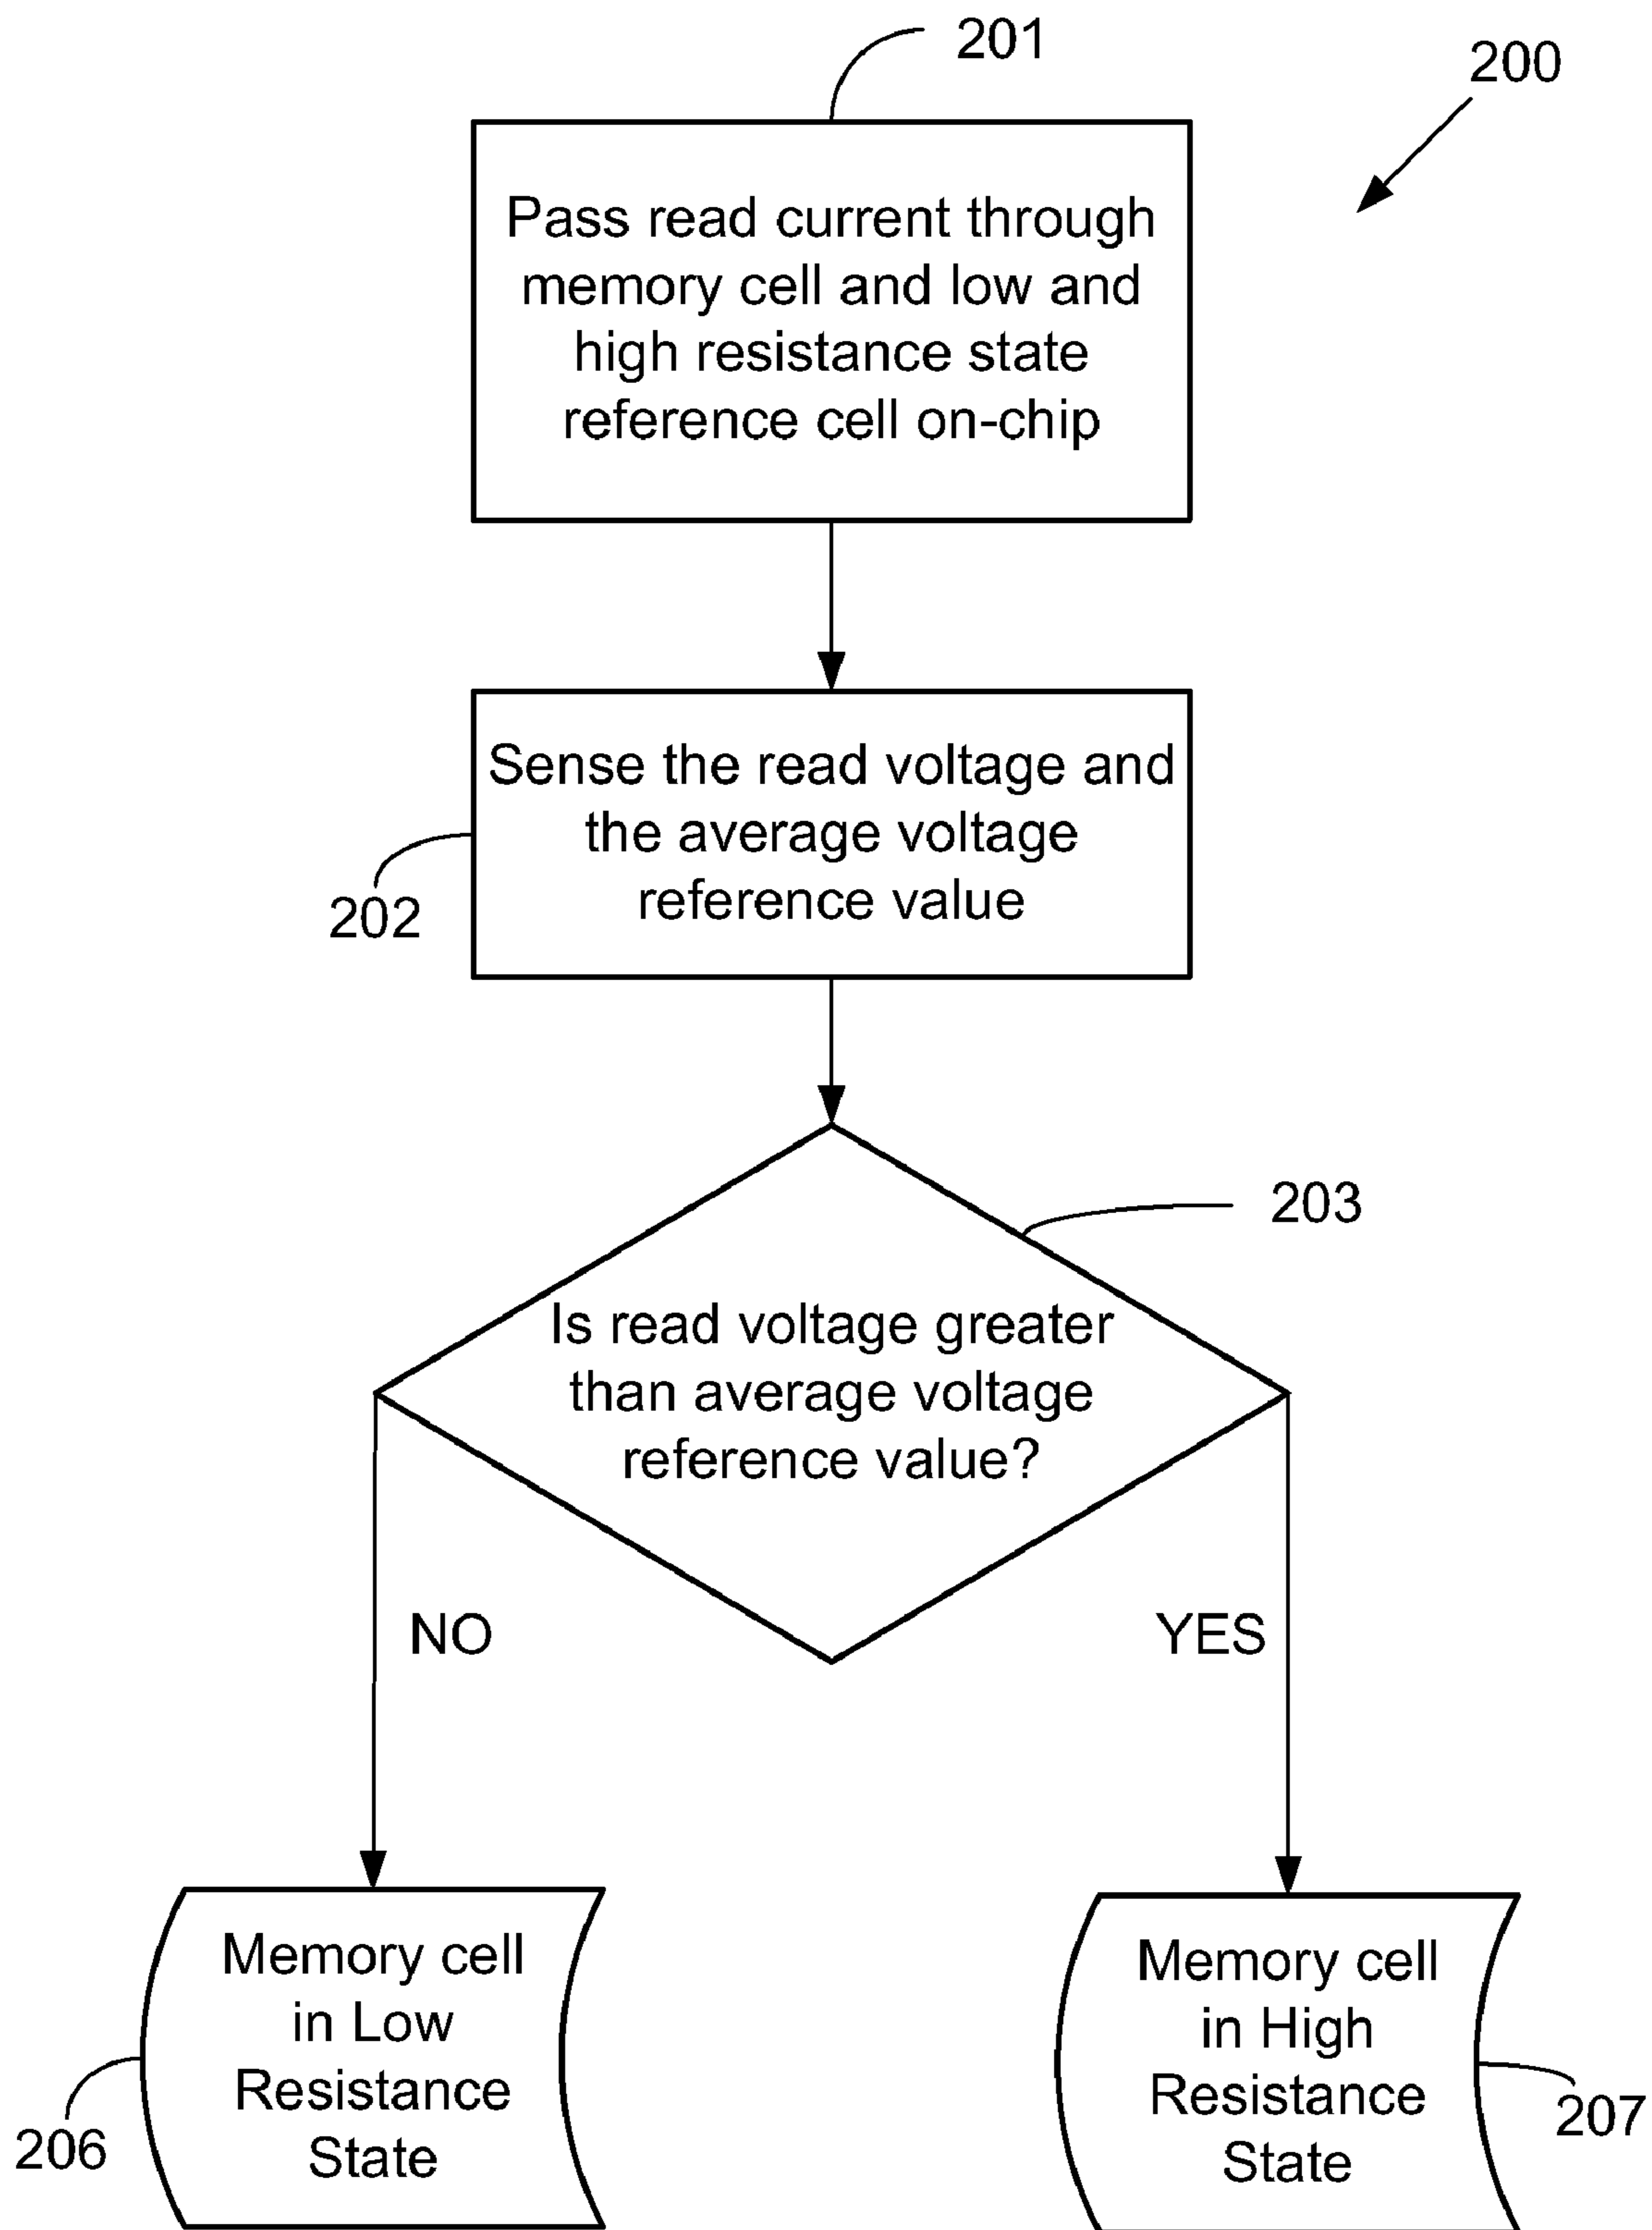 201
200
Pass read current through
memory cell and low and
high resistance state
reference cell on-chip
Sense the read voltage and
the average voltage
reference value
202
203
Is read voltage greater
than average voltage
reference value?
NO
YES
Memory cell
in Low
Resistance
State
206
Memory cell
in High
Resistance
State
207